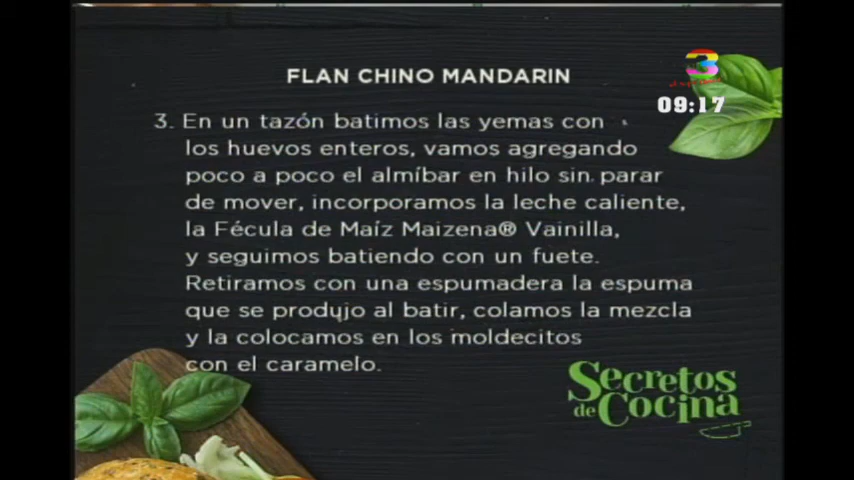 FLAN CHINO MANDARIN
3
09:17
3. En un tazón batimos las yemas con
los huevos enteros, vamos agregando
poco a poco el almíbar en hilo sin parar
de mover, incorporamos la leche caliente,
la Fécula de Maíz Maizena® Vainilla,
y seguimos batiendo con un fuete.
Retiramos con una espumadera la espuma
que se produjo al batir, colamos la mezcla
y la colocamos en los moldecitos
con el caramelo.
Secretos
de Cocina